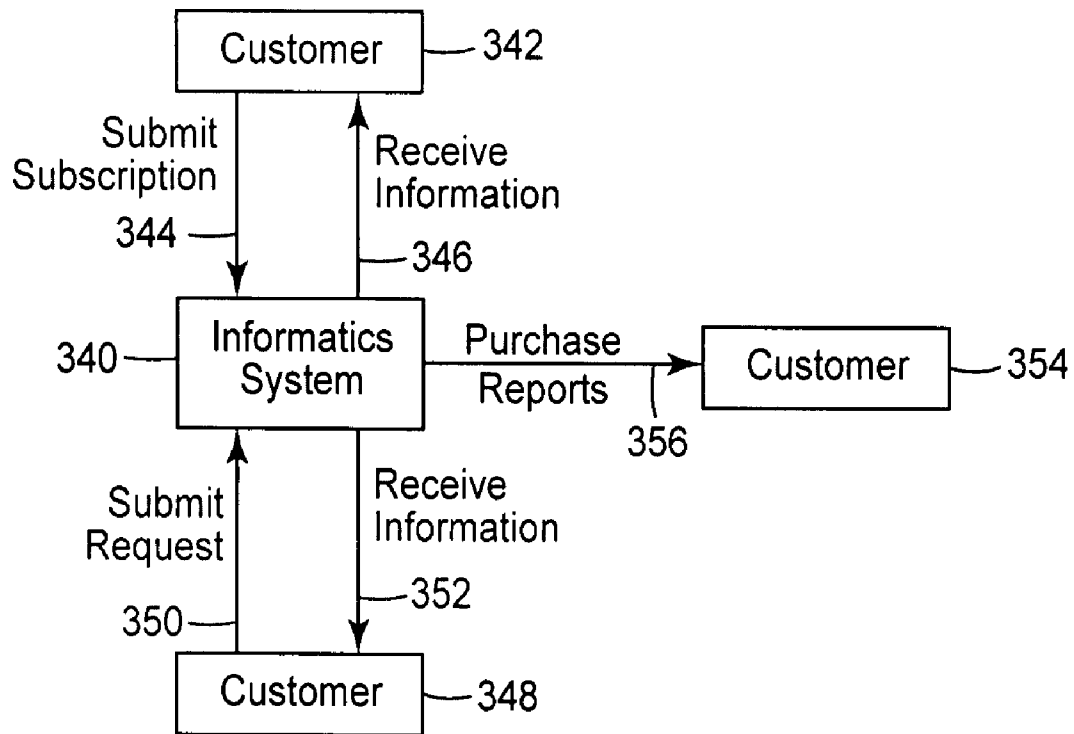 Customer
342
Submit
Subscription
344
Receive
Information
346
340
Informatics
System
Purchase
Reports
356
Customer
354
Submit
Request
350
Receive
Information
352
Customer
348